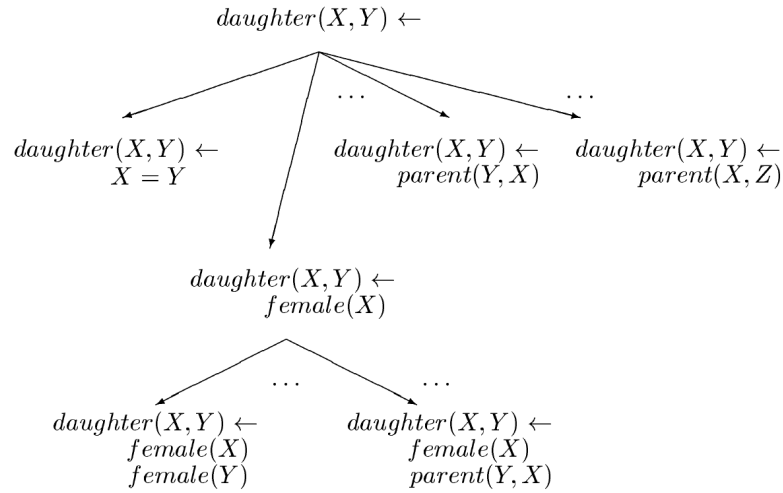 daughter(X, Y) ←
... ...
daughter(X, Y) ← daughter(X, Y) ← daughter(X, Y) ←
X = Y parent(Y, X) parent(X, Z)
daughter(X, Y) ←
female(X)
... ...
daughter(X, Y) ← daughter(X, Y) ←
female(X) female(X)
female(Y) parent(Y, X)